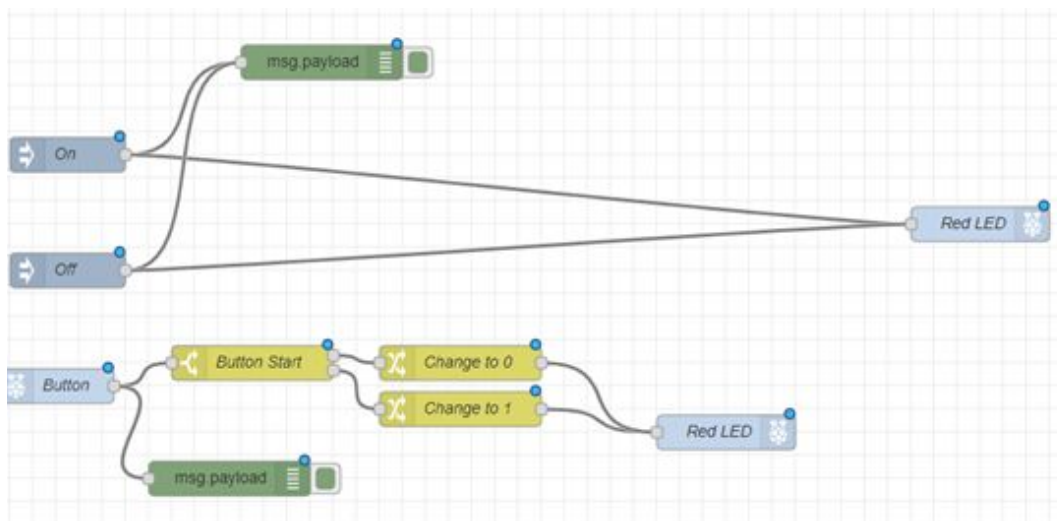 msg.payload
On
Red LED
Off
Button Start
Change to 0
Button
Change to 1
Red LED
msg.payload